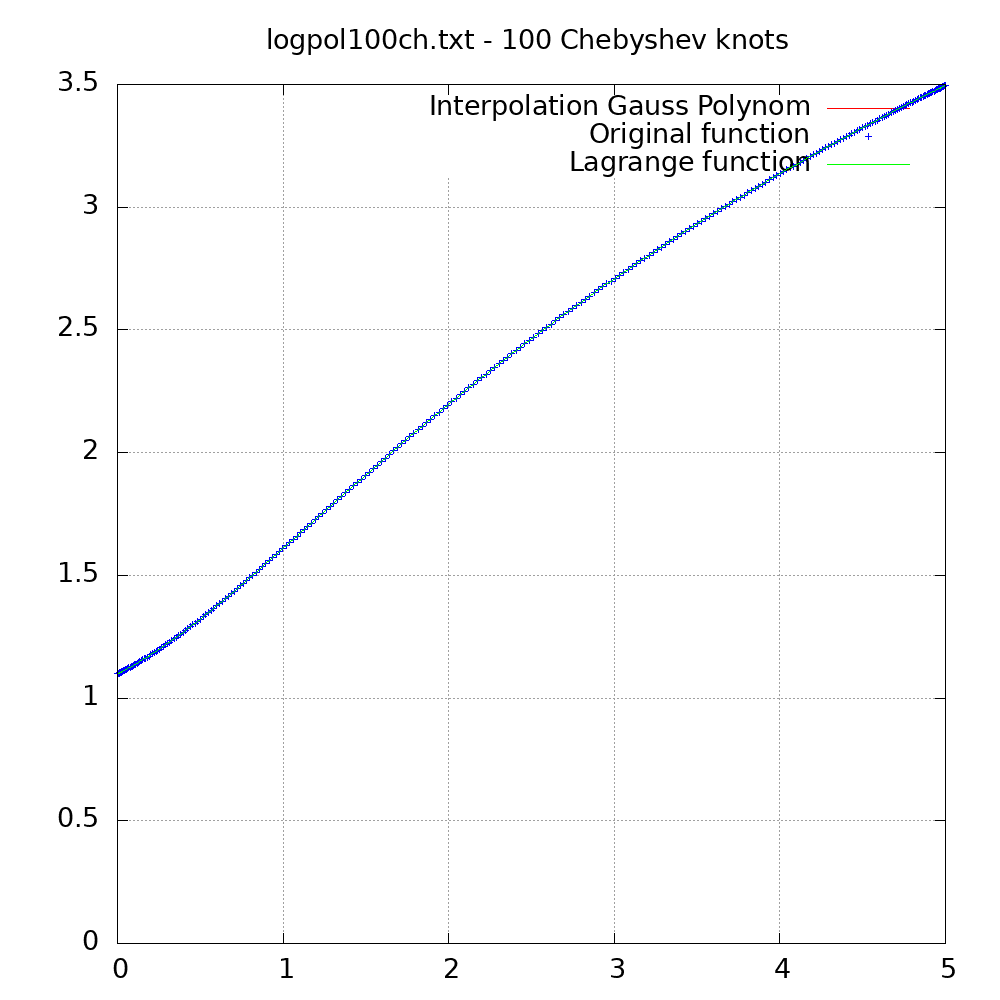 logpol100ch.txt - 100 Chebyshev knots
3.5
Interpolation Gauss Polynom
Original function
Lagrange function
3
2.5
2
1.5
1
0.5
0
0 1 2 3 4 5